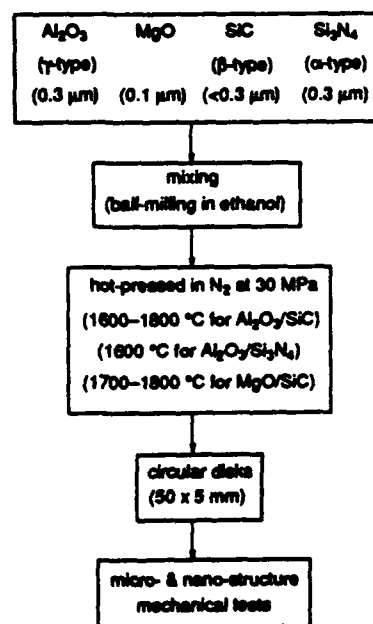 Al₂O₃ MgO SiC Si₃N₄
(γ-type) (β-type) (α-type)
(0.3 μm) (0.1 μm) (<0.3 μm) (0.3 μm)
mixing
(ball-milling in ethanol)
hot-pressed in N₂ at 30 MPa
(1600–1800 °C for Al₂O₃/SiC)
(1600 °C for Al₂O₃/Si₃N₄)
(1700–1800 °C for MgO/SiC)
circular disks
(50 x 5 mm)
micro- & nano-structure
mechanical tests